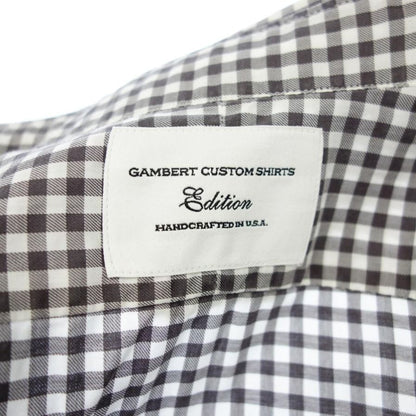 GAMBERT CUSTOM SHIRTS
Edition
HANDCRAFTED IN U.S.A.